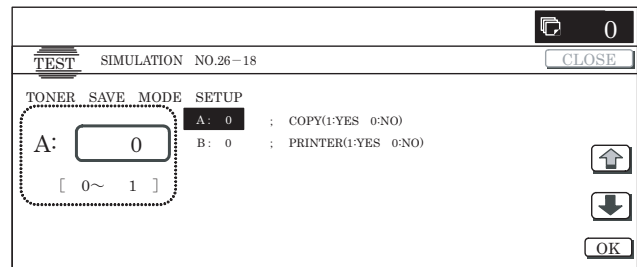 0
TEST SIMULATION NO.26-18 CLOSE
TONER SAVE MODE SETUP
A: 0 ; COPY(1:YES 0:NO)
B: 0 ; PRINTER(1:YES 0:NO)
A: 0
[ 0~ 1 ]
OK